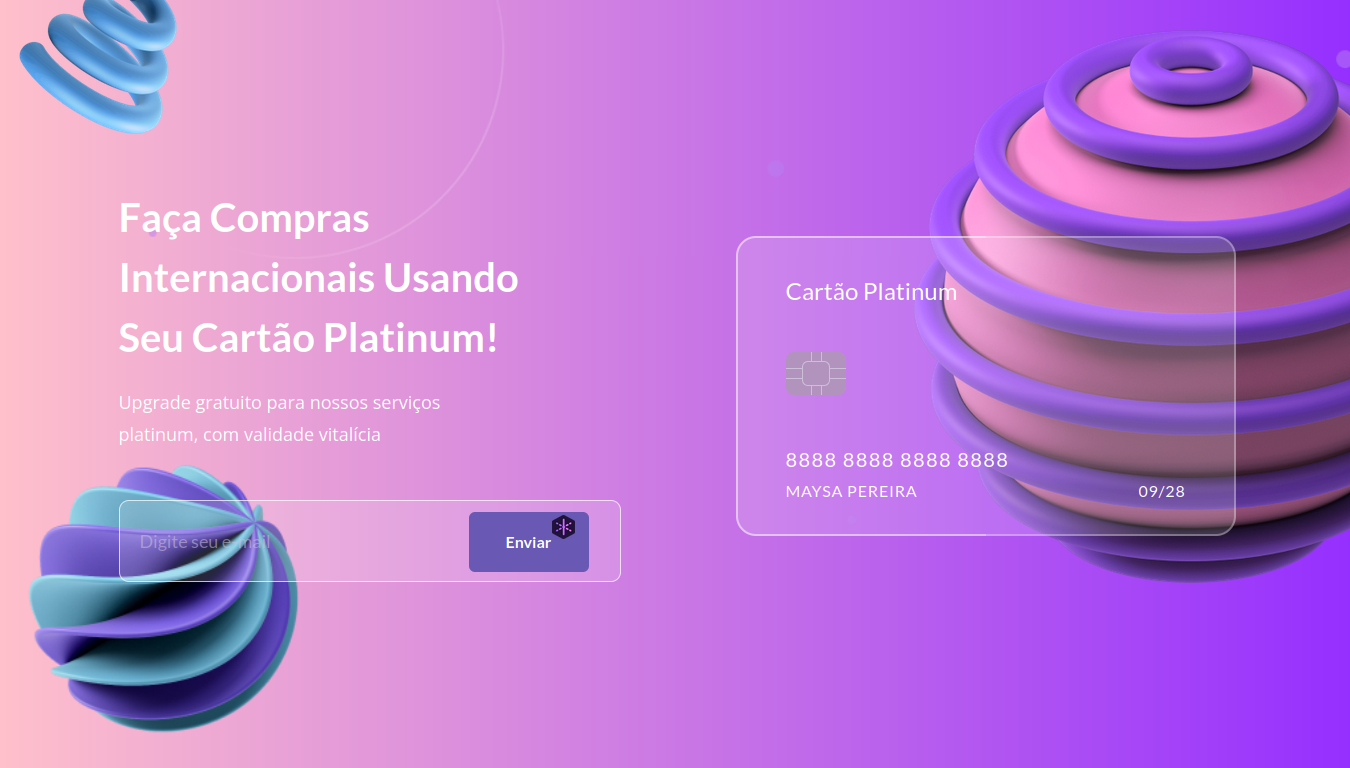 Faça Compras
Internacionais Usando
Seu Cartão Platinum!
Upgrade gratuito para nossos serviços
platinum, com validade vitalícia
Digite seu e-mail
Enviar
Cartão Platinum
8888 8888 8888 8888
MAYSA PEREIRA
09/28